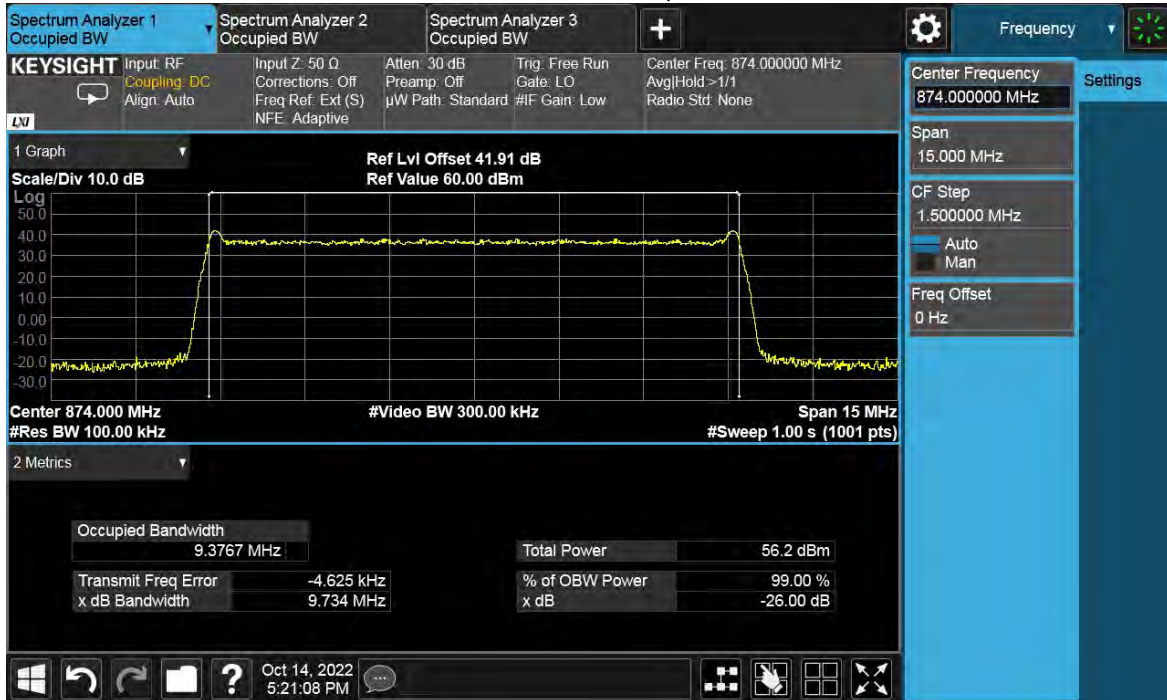 Spectrum Analyzer 1
Occupied BW
Spectrum Analyzer 2
Occupied BW
Spectrum Analyzer 3
Occupied BW
+
Frequency
KEYSIGHT
LXI
Input: RF
Coupling: DC
Align: Auto
Input Z: 50 Ω
Corrections: Off
Freq Ref: Ext (S)
NFE: Adaptive
Atten: 30 dB
Preamp: Off
µW Path: Standard
Trig: Free Run
Gate: LO
#IF Gain: Low
Center Freq: 874.000000 MHz
Avg|Hold:>1/1
Radio Std: None
Center Frequency
874.000000 MHz
Settings
Span
15.000 MHz
CF Step
1.500000 MHz
Auto
Man
Freq Offset
0 Hz
1 Graph
Scale/Div 10.0 dB
Ref Lvl Offset 41.91 dB
Ref Value 60.00 dBm
Log
50.0
40.0
30.0
20.0
10.0
0.00
-10.0
-20.0
-30.0
Center 874.000 MHz
#Video BW 300.00 kHz
Span 15 MHz
#Res BW 100.00 kHz
#Sweep 1.00 s (1001 pts)
2 Metrics
Occupied Bandwidth
9.3767 MHz
Total Power 56.2 dBm
Transmit Freq Error -4.625 kHz
% of OBW Power 99.00 %
x dB Bandwidth 9.734 MHz
x dB -26.00 dB
?
Oct 14, 2022
5:21:08 PM